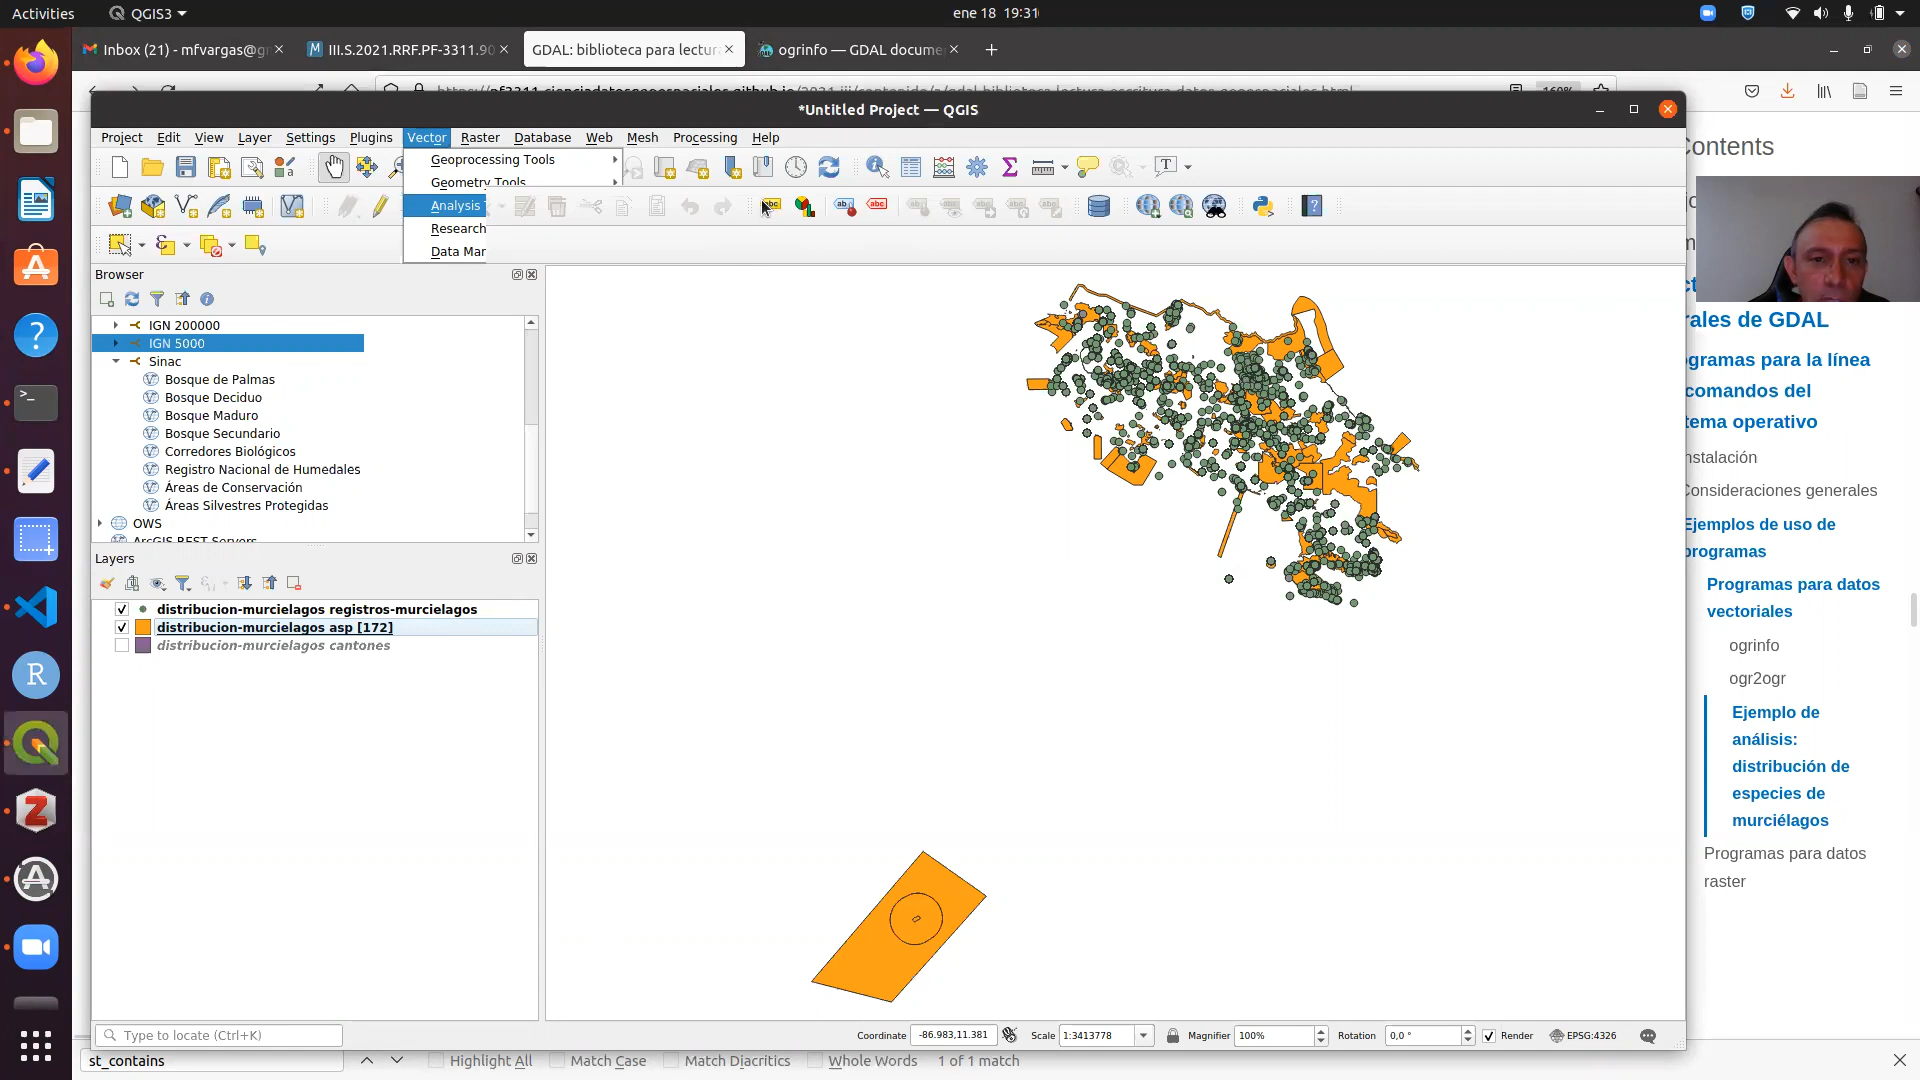 Activities
QGIS3
ene 18 19:31
Inbox (21) - mfvargas@g
III.S.2021.RRF.PF-3311.90
GDAL: biblioteca para lectur
ogrinfo — GDAL docume
*Untitled Project — QGIS
Project Edit View Layer Settings Plugins Vector Raster Database Web Mesh Processing Help
Geoprocessing Tools
Geometry Tools
Analysis
Research
Data Mar
Browser
IGN 200000
IGN 5000
Sinac
Bosque de Palmas
Bosque Deciduo
Bosque Maduro
Bosque Secundario
Corredores Biológicos
Registro Nacional de Humedales
Áreas de Conservación
Áreas Silvestres Protegidas
OWS
ArcGIS REST Servers
Layers
distribucion-murcielagos registros-murcielagos
distribucion-murcielagos asp [172]
distribucion-murcielagos cantones
Type to locate (Ctrl+K)
Coordinate -86.983,11.381 Scale 1:3413778 Magnifier 100% Rotation 0,0 ° Render EPSG:4326
st_contains Highlight All Match Case Match Diacritics Whole Words 1 of 1 match
Contents
rales de GDAL
ogramas para la línea
comandos del
tema operativo
nstalación
Consideraciones generales
Ejemplos de uso de
programas
Programas para datos
vectoriales
ogrinfo
ogr2ogr
Ejemplo de
análisis:
distribución de
especies de
murciélagos
Programas para datos
raster